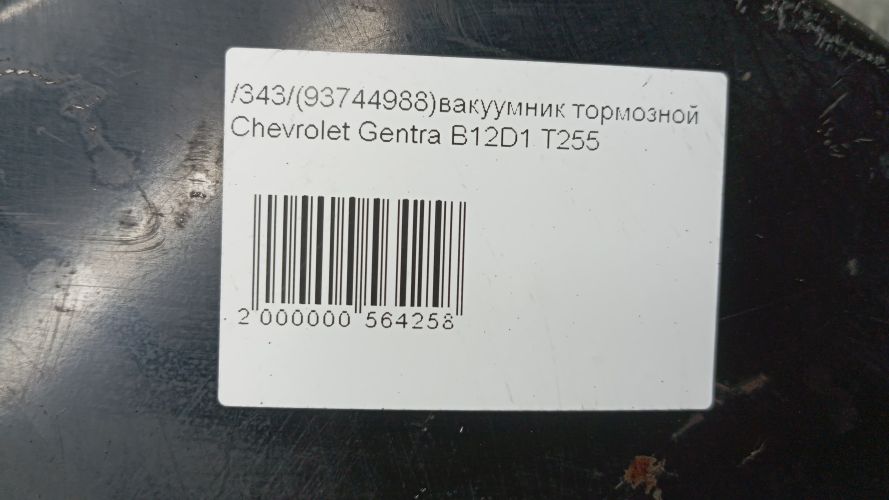 /343/(93744988)вакуумник тормозной
Chevrolet Gentra B12D1 T255
2 000000 564258